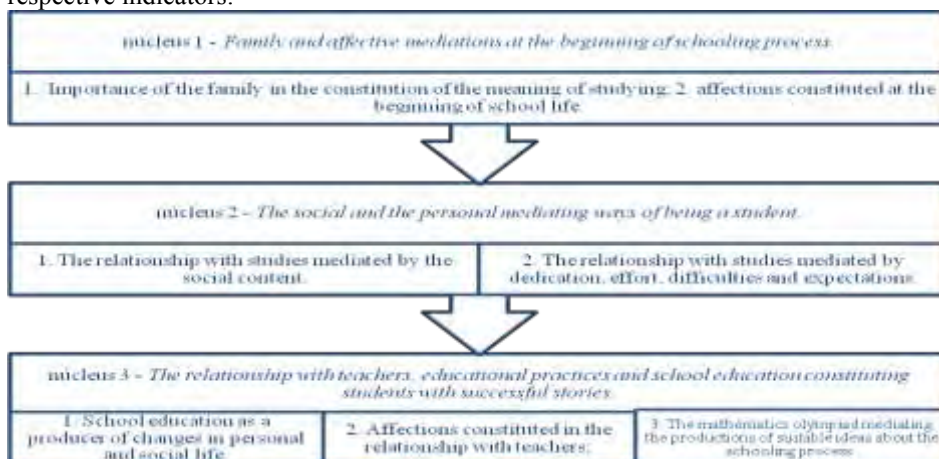 respective indicators:
nucleus 1 - Family and affective mediations at the beginning of schooling process.
1. Importance of the family in the constitution of the meaning of studying; 2. affections constituted at the
beginning of school life
nucleus 2 - The social and the personal mediating ways of being a student.
1. The relationship with studies mediated by the
social content.
2. The relationship with studies mediated by
dedication, effort, difficulties and expectations.
nucleus 3 - The relationship with teachers, educational practices and school education constituting
students with successful stories.
1. School education as a
producer of changes in personal
and social life
2. Affections constituted in the
relationship with teachers;
3. The mathematics olympiad mediating
the productions of suitable ideas about the
schooling process